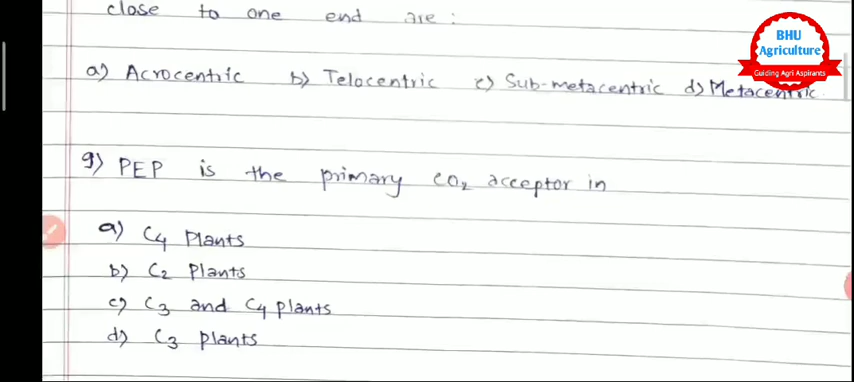 close to one end are :
BHU
Agriculture
Guiding Agri Aspirants
a) Acrocentric b) Telocentric c) Sub-metacentric d) Metacentric
9) PEP is the primary CO₂ acceptor in
a) C₄ Plants
b) C₂ Plants
c) C₃ and C₄ plants
d) C₃ plants